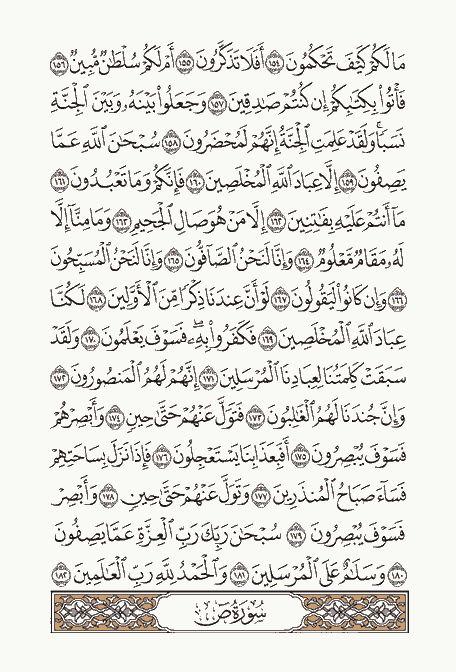 مَا لَكُمْ كَيْفَ تَحْكُمُونَ ١٥٤ أَفَلَا تَذَكَّرُونَ ١٥٥ أَمْ لَكُمْ سُلْطَٰنٌ مُّبِينٌ ١٥٦
فَأْتُوا۟ بِكِتَٰبِكُمْ إِن كُنتُمْ صَٰدِقِينَ ١٥٧ وَجَعَلُوا۟ بَيْنَهُۥ وَبَيْنَ ٱلْجِنَّةِ
نَسَبًا ۚ وَلَقَدْ عَلِمَتِ ٱلْجِنَّةُ إِنَّهُمْ لَمُحْضَرُونَ ١٥٨ سُبْحَٰنَ ٱللَّهِ عَمَّا
يَصِفُونَ ١٥٩ إِلَّا عِبَادَ ٱللَّهِ ٱلْمُخْلَصِينَ ١٦٠ فَإِنَّكُمْ وَمَا تَعْبُدُونَ ١٦١
مَآ أَنتُمْ عَلَيْهِ بِفَٰتِنِينَ ١٦٢ إِلَّا مَنْ هُوَ صَالِ ٱلْجَحِيمِ ١٦٣ وَمَا مِنَّآ إِلَّا
لَهُۥ مَقَامٌ مَّعْلُومٌ ١٦٤ وَإِنَّا لَنَحْنُ ٱلصَّآفُّونَ ١٦٥ وَإِنَّا لَنَحْنُ ٱلْمُسَبِّحُونَ
١٦٦ وَإِن كَانُوا۟ لَيَقُولُونَ ١٦٧ لَوْ أَنَّ عِندَنَا ذِكْرًا مِّنَ ٱلْأَوَّلِينَ ١٦٨ لَكُنَّا
عِبَادَ ٱللَّهِ ٱلْمُخْلَصِينَ ١٦٩ فَكَفَرُوا۟ بِهِۦ ۖ فَسَوْفَ يَعْلَمُونَ ١٧٠ وَلَقَدْ
سَبَقَتْ كَلِمَتُنَا لِعِبَادِنَا ٱلْمُرْسَلِينَ ١٧١ إِنَّهُمْ لَهُمُ ٱلْمَنصُورُونَ ١٧٢
وَإِنَّ جُندَنَا لَهُمُ ٱلْغَٰلِبُونَ ١٧٣ فَتَوَلَّ عَنْهُمْ حَتَّىٰ حِينٍ ١٧٤ وَأَبْصِرْهُمْ
فَسَوْفَ يُبْصِرُونَ ١٧٥ أَفَبِعَذَابِنَا يَسْتَعْجِلُونَ ١٧٦ فَإِذَا نَزَلَ بِسَاحَتِهِمْ
فَسَآءَ صَبَاحُ ٱلْمُنذَرِينَ ١٧٧ وَتَوَلَّ عَنْهُمْ حَتَّىٰ حِينٍ ١٧٨ وَأَبْصِرْ
فَسَوْفَ يُبْصِرُونَ ١٧٩ سُبْحَٰنَ رَبِّكَ رَبِّ ٱلْعِزَّةِ عَمَّا يَصِفُونَ
١٨٠ وَسَلَٰمٌ عَلَى ٱلْمُرْسَلِينَ ١٨١ وَٱلْحَمْدُ لِلَّهِ رَبِّ ٱلْعَٰلَمِينَ ١٨٢
سُورَةُ صٓ